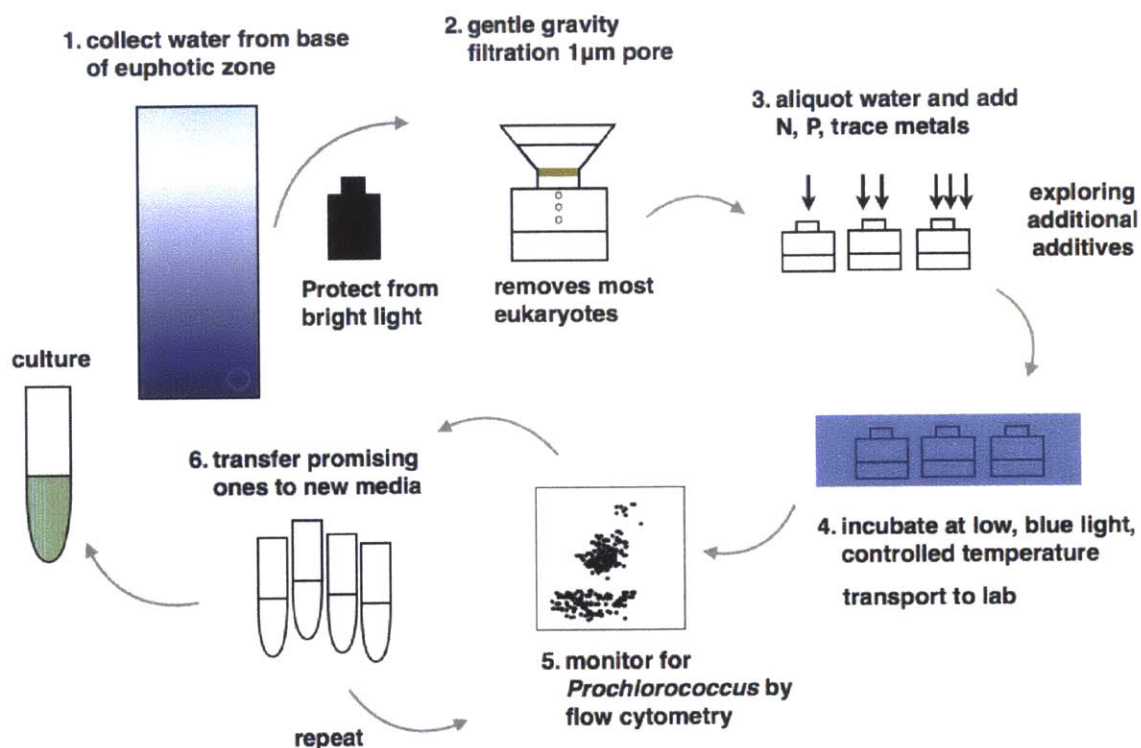 1. collect water from base
of euphotic zone
Protect from
bright light
2. gentle gravity
filtration 1µm pore
removes most
eukaryotes
3. aliquot water and add
N, P, trace metals
exploring
additional
additives
4. incubate at low, blue light,
controlled temperature
transport to lab
5. monitor for
Prochlorococcus by
flow cytometry
6. transfer promising
ones to new media
repeat
culture